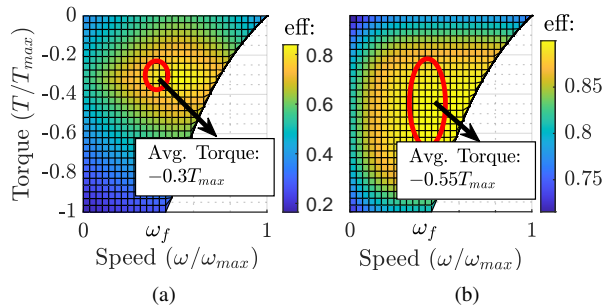 eff:
eff:
0
-0.2
-0.4
-0.6
-0.8
-1
Torque (T/T_max)
0.8
0.6
0.4
0.2
0.85
0.8
0.75
Avg. Torque:
−0.3T_max
Avg. Torque:
−0.55T_max
0
ω_f
1
0
ω_f
1
Speed (ω/ω_max)
Speed (ω/ω_max)
(a)
(b)